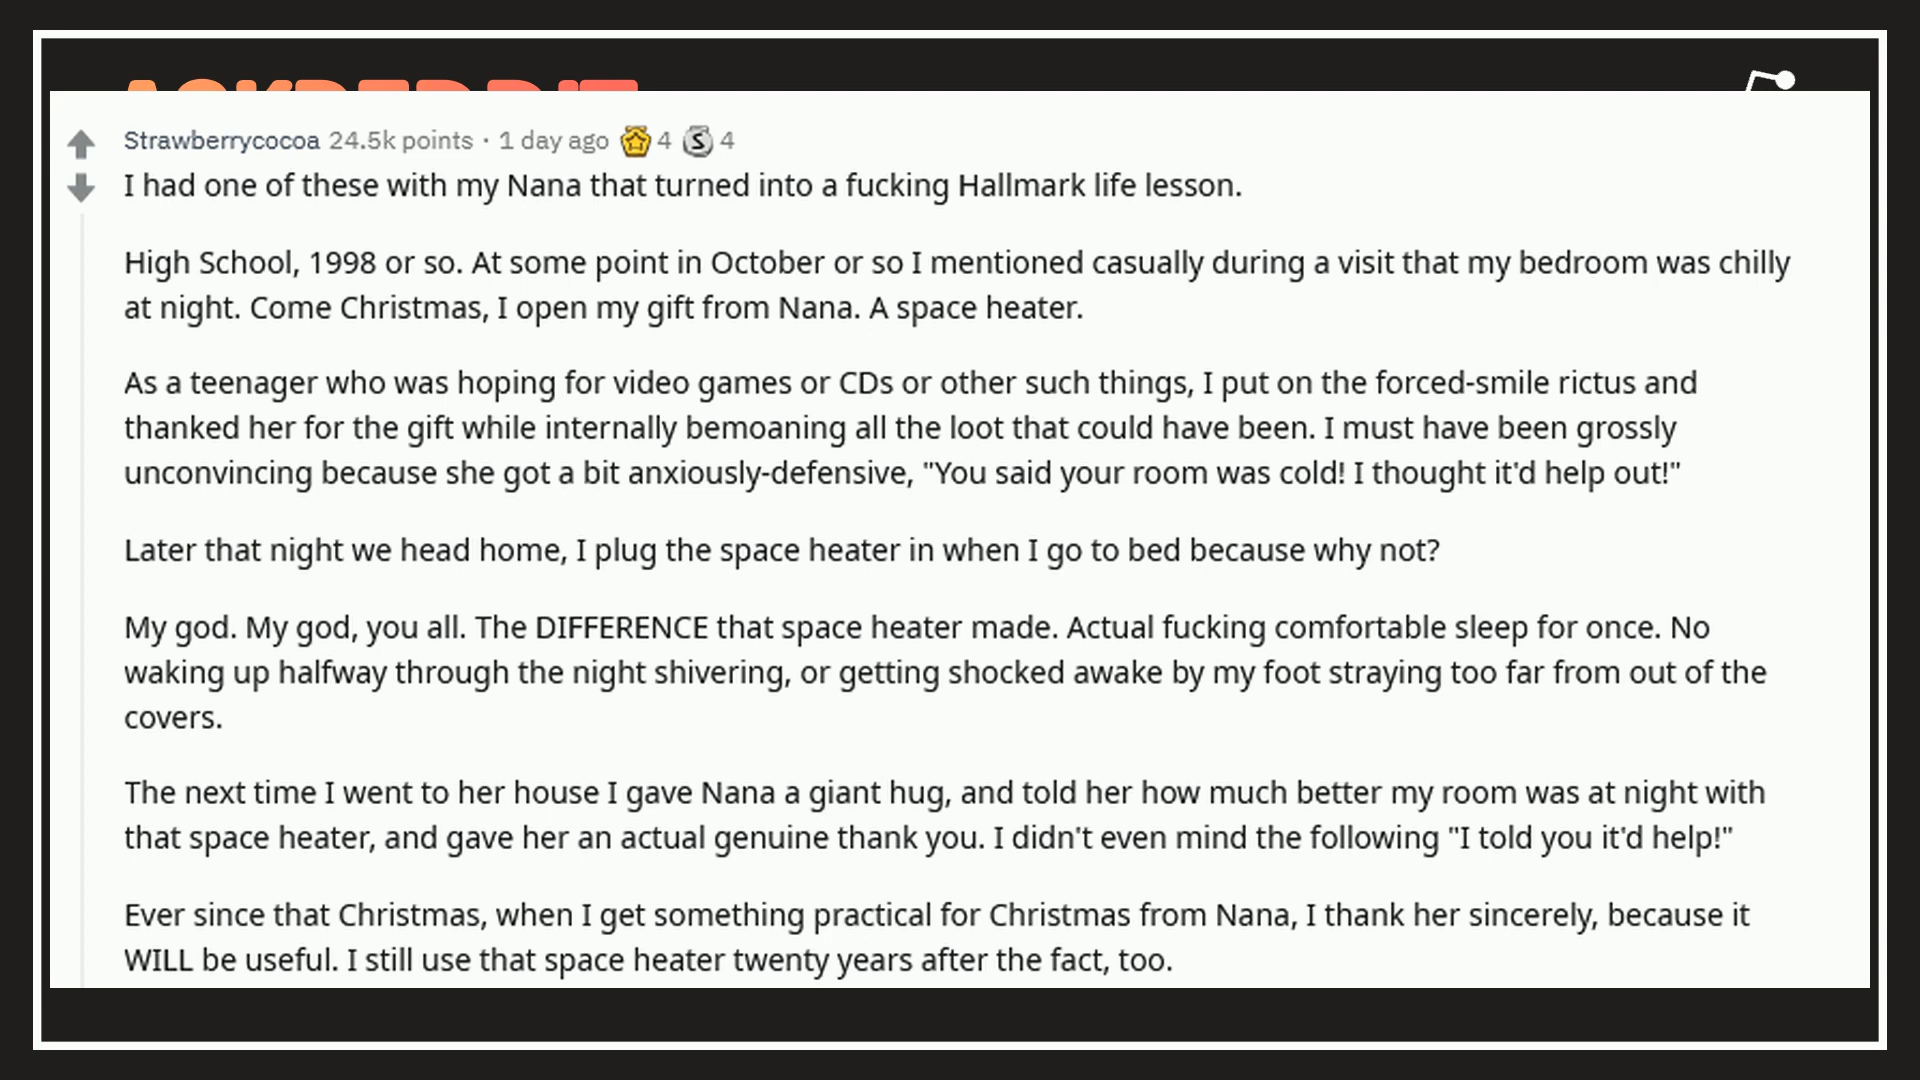 ASKREDDIT
Strawberrycocoa 24.5k points · 1 day ago 4 S 4
I had one of these with my Nana that turned into a fucking Hallmark life lesson.
High School, 1998 or so. At some point in October or so I mentioned casually during a visit that my bedroom was chilly
at night. Come Christmas, I open my gift from Nana. A space heater.
As a teenager who was hoping for video games or CDs or other such things, I put on the forced-smile rictus and
thanked her for the gift while internally bemoaning all the loot that could have been. I must have been grossly
unconvincing because she got a bit anxiously-defensive, "You said your room was cold! I thought it'd help out!"
Later that night we head home, I plug the space heater in when I go to bed because why not?
My god. My god, you all. The DIFFERENCE that space heater made. Actual fucking comfortable sleep for once. No
waking up halfway through the night shivering, or getting shocked awake by my foot straying too far from out of the
covers.
The next time I went to her house I gave Nana a giant hug, and told her how much better my room was at night with
that space heater, and gave her an actual genuine thank you. I didn't even mind the following "I told you it'd help!"
Ever since that Christmas, when I get something practical for Christmas from Nana, I thank her sincerely, because it
WILL be useful. I still use that space heater twenty years after the fact, too.